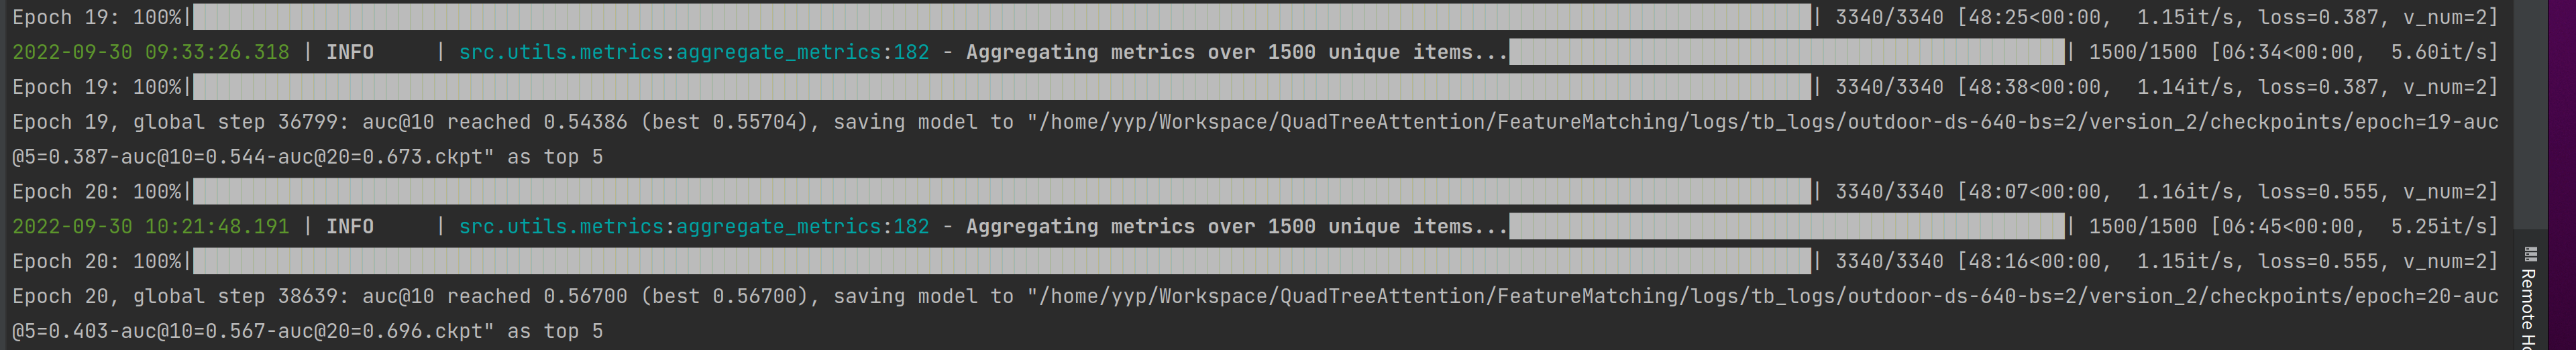 Epoch 19: 100%|██████████| 3340/3340 [48:25<00:00,  1.15it/s, loss=0.387, v_num=2]
2022-09-30 09:33:26.318 | INFO     | src.utils.metrics:aggregate_metrics:182 - Aggregating metrics over 1500 unique items...██████████| 1500/1500 [06:34<00:00,  5.60it/s]
Epoch 19: 100%|██████████| 3340/3340 [48:38<00:00,  1.14it/s, loss=0.387, v_num=2]
Epoch 19, global step 36799: auc@10 reached 0.54386 (best 0.55704), saving model to "/home/yyp/Workspace/QuadTreeAttention/FeatureMatching/logs/tb_logs/outdoor-ds-640-bs=2/version_2/checkpoints/epoch=19-auc
@5=0.387-auc@10=0.544-auc@20=0.673.ckpt" as top 5
Epoch 20: 100%|██████████| 3340/3340 [48:07<00:00,  1.16it/s, loss=0.555, v_num=2]
2022-09-30 10:21:48.191 | INFO     | src.utils.metrics:aggregate_metrics:182 - Aggregating metrics over 1500 unique items...██████████| 1500/1500 [06:45<00:00,  5.25it/s]
Epoch 20: 100%|██████████| 3340/3340 [48:16<00:00,  1.15it/s, loss=0.555, v_num=2]
Epoch 20, global step 38639: auc@10 reached 0.56700 (best 0.56700), saving model to "/home/yyp/Workspace/QuadTreeAttention/FeatureMatching/logs/tb_logs/outdoor-ds-640-bs=2/version_2/checkpoints/epoch=20-auc
@5=0.403-auc@10=0.567-auc@20=0.696.ckpt" as top 5
Remote